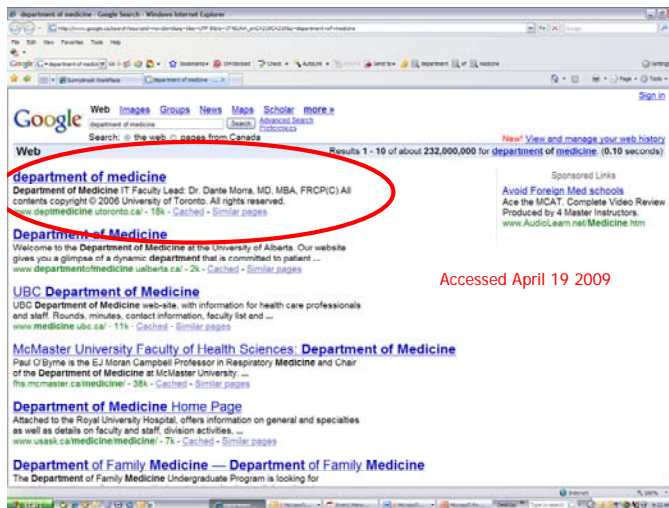 department of medicine - Google Search - Windows Internet Explorer
File Edit View Favorites Tools Help
Google
department of medicine
Sign in
Google
Web Images Groups News Maps Scholar more »
department of medicine Search Advanced Search
Preferences
Search: the web pages from Canada
New! View and manage your web history
Web Results 1 - 10 of about 232,000,000 for department of medicine. (0.10 seconds)
department of medicine
Department of Medicine IT Faculty Lead: Dr. Dante Morra, MD, MBA, FRCP(C) All
contents copyright © 2006 University of Toronto. All rights reserved.
www.deptmedicine.utoronto.ca/ - 18k - Cached - Similar pages
Sponsored Links
Avoid Foreign Med schools
Ace the MCAT. Complete Video Review
Produced by 4 Master Instructors.
www.AudioLearn.net/Medicine.htm
Department of Medicine
Welcome to the Department of Medicine at the University of Alberta. Our website
gives you a glimpse of a dynamic department that is committed to patient ...
www.departmentofmedicine.ualberta.ca/ - 2k - Cached - Similar pages
Accessed April 19 2009
UBC Department of Medicine
UBC Department of Medicine web-site, with information for health care professionals
and staff. Rounds, minutes, contact information, faculty list and ...
www.medicine.ubc.ca/ - 11k - Cached - Similar pages
McMaster University Faculty of Health Sciences: Department of Medicine
Paul O'Byrne is the EJ Moran Campbell Professor in Respiratory Medicine and Chair
of the Department of Medicine at McMaster University. ...
fhs.mcmaster.ca/medicine/ - 38k - Cached - Similar pages
Department of Medicine Home Page
Attached to the Royal University Hospital, offers information on general and specialties
as well as details on faculty and staff, division activities, ...
www.usask.ca/medicine/medicine/ - 7k - Cached - Similar pages
Department of Family Medicine — Department of Family Medicine
The Department of Family Medicine Undergraduate Program is looking for
Internet